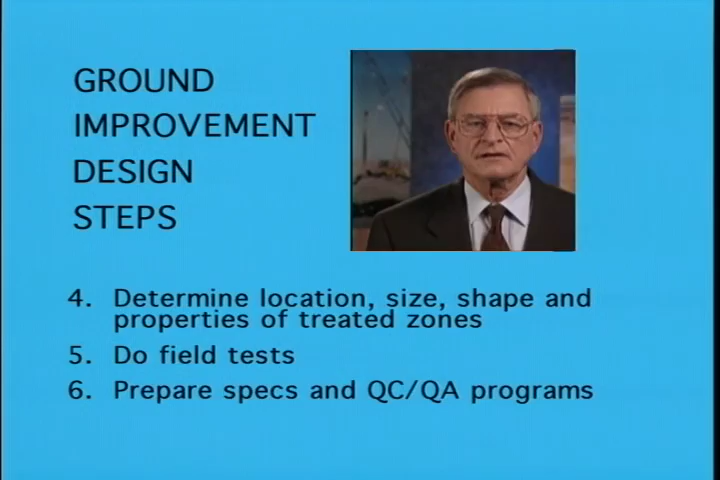 GROUND
IMPROVEMENT
DESIGN
STEPS
4. Determine location, size, shape and
properties of treated zones
5. Do field tests
6. Prepare specs and QC/QA programs